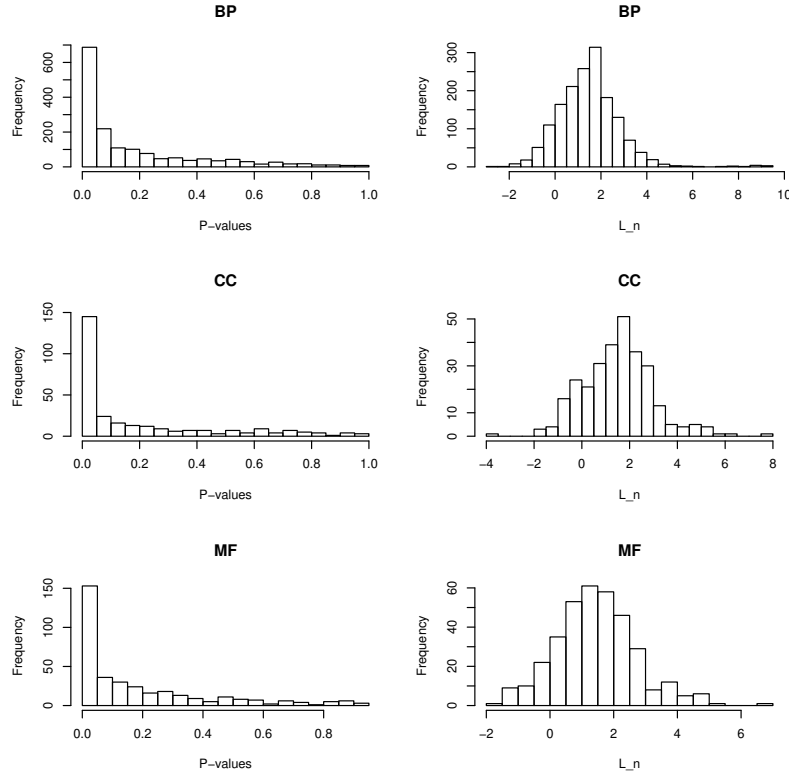 BP
Frequency
0 200 400 600
0.0 0.2 0.4 0.6 0.8 1.0
P−values
BP
Frequency
0 100 200 300
−2 0 2 4 6 8 10
L_n
CC
Frequency
0 50 100 150
0.0 0.2 0.4 0.6 0.8 1.0
P−values
CC
Frequency
0 10 30 50
−4 −2 0 2 4 6 8
L_n
MF
Frequency
0 50 100 150
0.0 0.2 0.4 0.6 0.8
P−values
MF
Frequency
0 20 40 60
−2 0 2 4 6
L_n